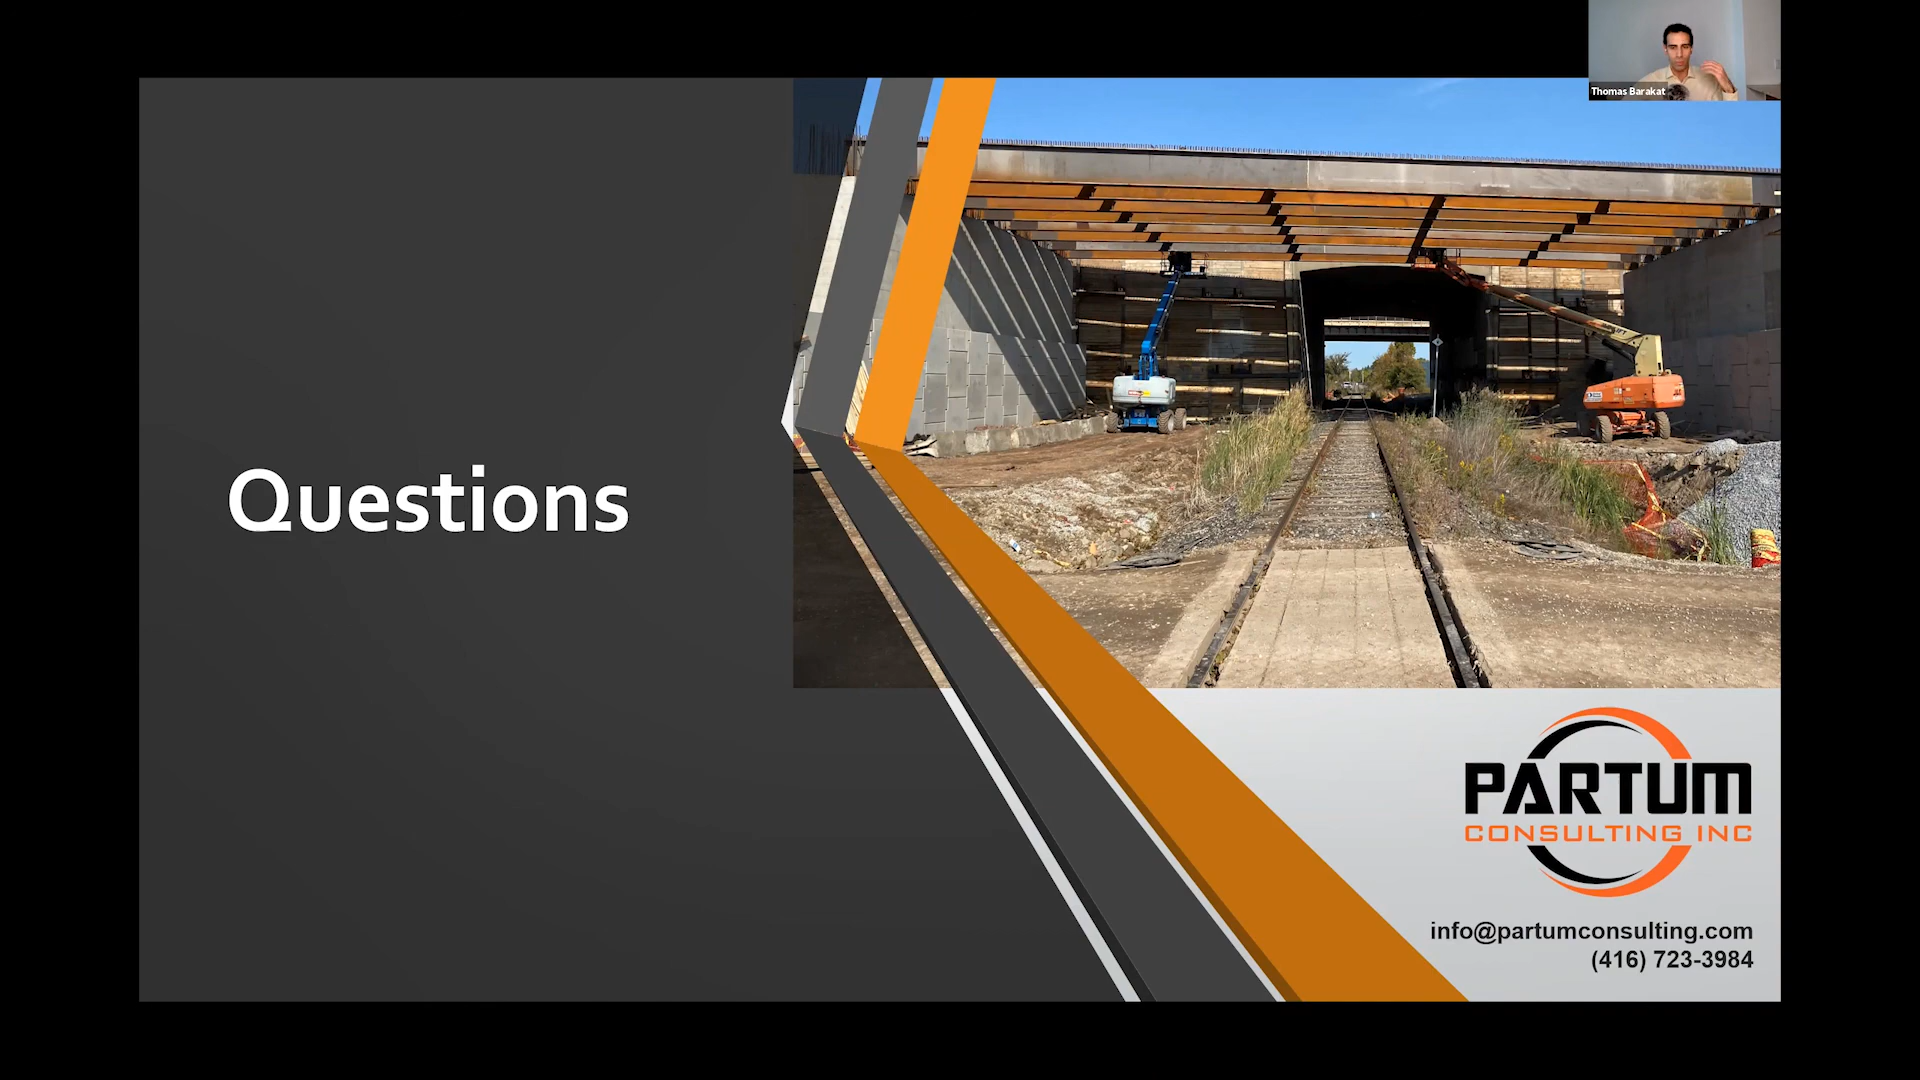 Thomas Barakat
Questions
PARTUM
CONSULTING INC
info@partumconsulting.com
(416) 723-3984